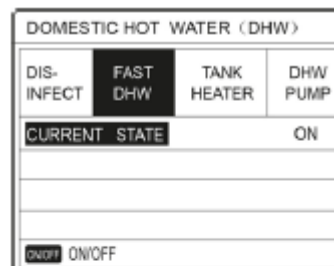 DOMESTIC HOT WATER (DHW)
DIS-
INFECT
FAST
DHW
TANK
HEATER
DHW
PUMP
CURRENT STATE ON
ON/OFF ON/OFF